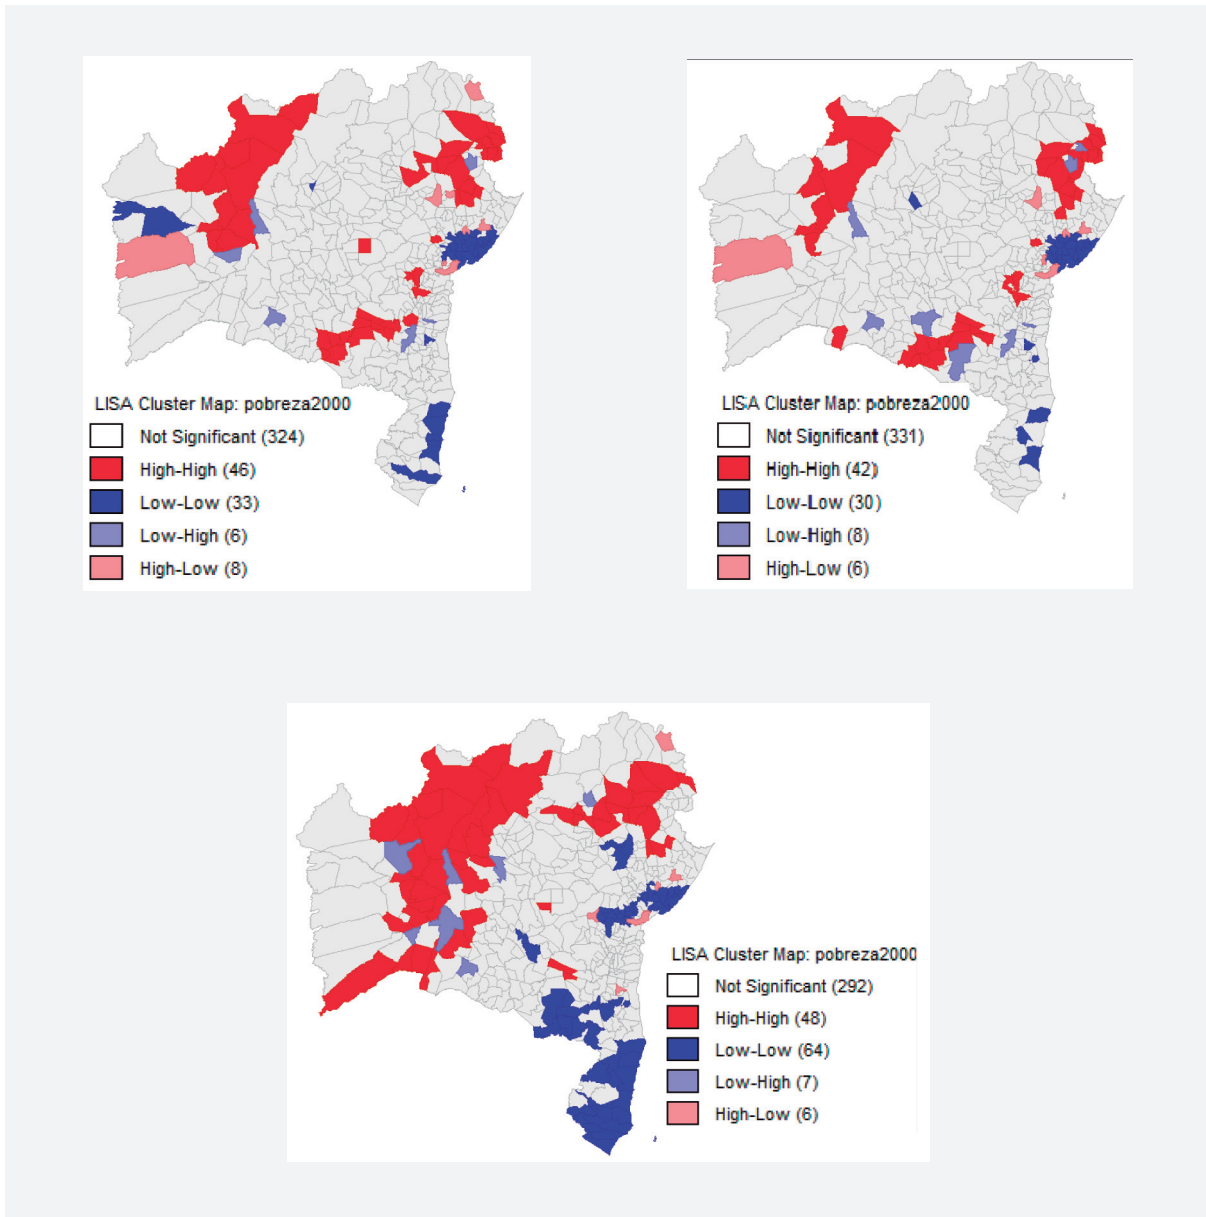 LISA Cluster Map: pobreza2000
Not Significant (324)
High-High (46)
Low-Low (33)
Low-High (6)
High-Low (8)
LISA Cluster Map: pobreza2000
Not Significant (331)
High-High (42)
Low-Low (30)
Low-High (8)
High-Low (6)
LISA Cluster Map: pobreza2000
Not Significant (292)
High-High (48)
Low-Low (64)
Low-High (7)
High-Low (6)